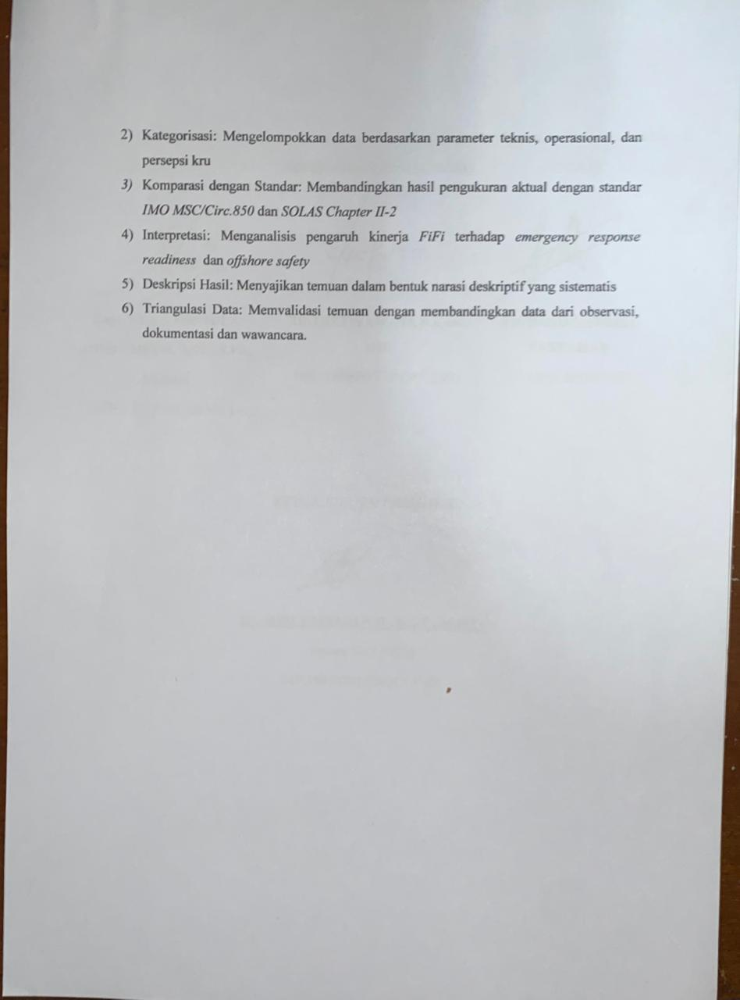 2) Kategorisasi: Mengelompokkan data berdasarkan parameter teknis, operasional, dan
persepsi kru
3) Komparasi dengan Standar: Membandingkan hasil pengukuran aktual dengan standar
IMO MSC/Circ.850 dan SOLAS Chapter II-2
4) Interpretasi: Menganalisis pengaruh kinerja FiFi terhadap emergency response
readiness dan offshore safety
5) Deskripsi Hasil: Menyajikan temuan dalam bentuk narasi deskriptif yang sistematis
6) Triangulasi Data: Memvalidasi temuan dengan membandingkan data dari observasi,
dokumentasi dan wawancara.